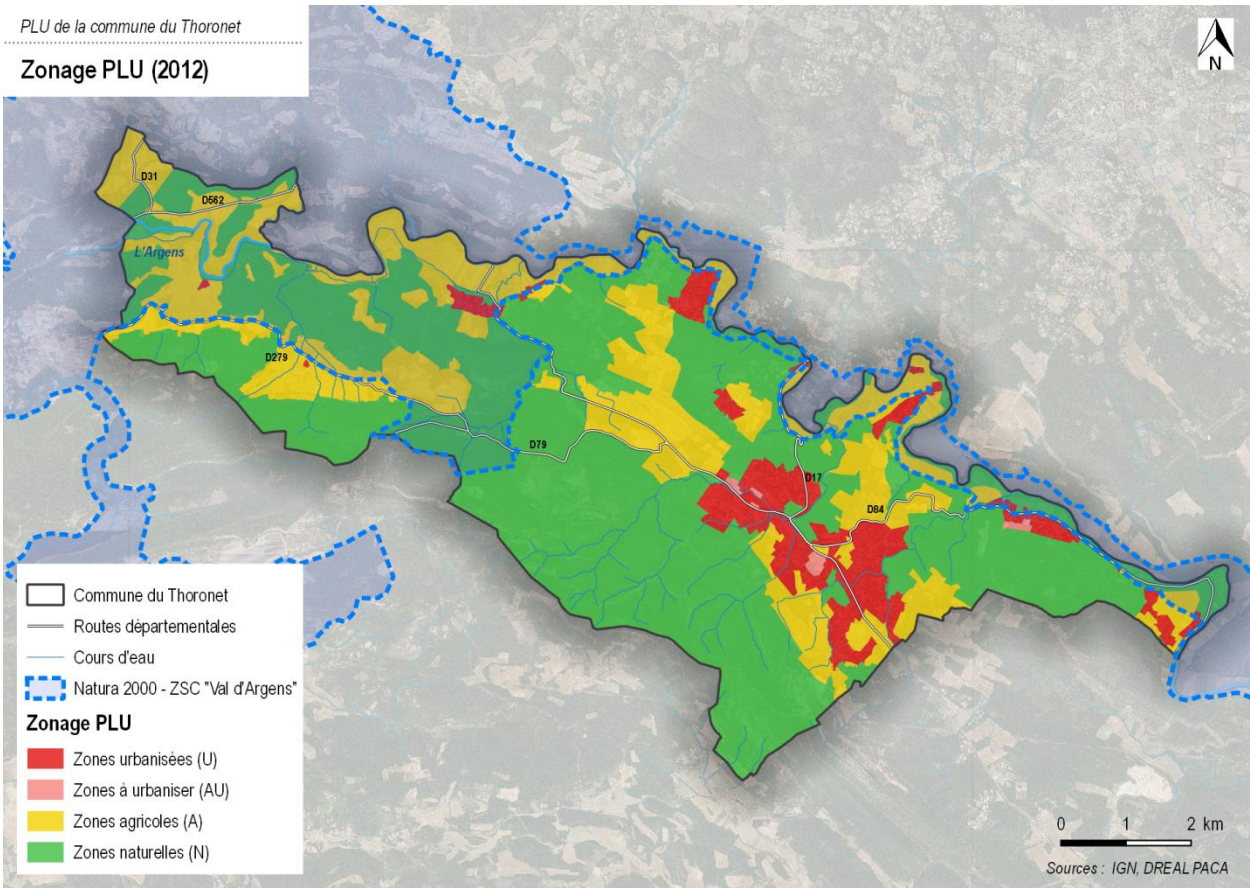 PLU de la commune du Thoronet
Zonage PLU (2012)
N
D31
D562
L'Argens
D279
D79
D17
D84
Commune du Thoronet
Routes départementales
Cours d'eau
Natura 2000 - ZSC "Val d'Argens"
Zonage PLU
Zones urbanisées (U)
Zones à urbaniser (AU)
Zones agricoles (A)
Zones naturelles (N)
0 1 2 km
Sources : IGN, DREAL PACA